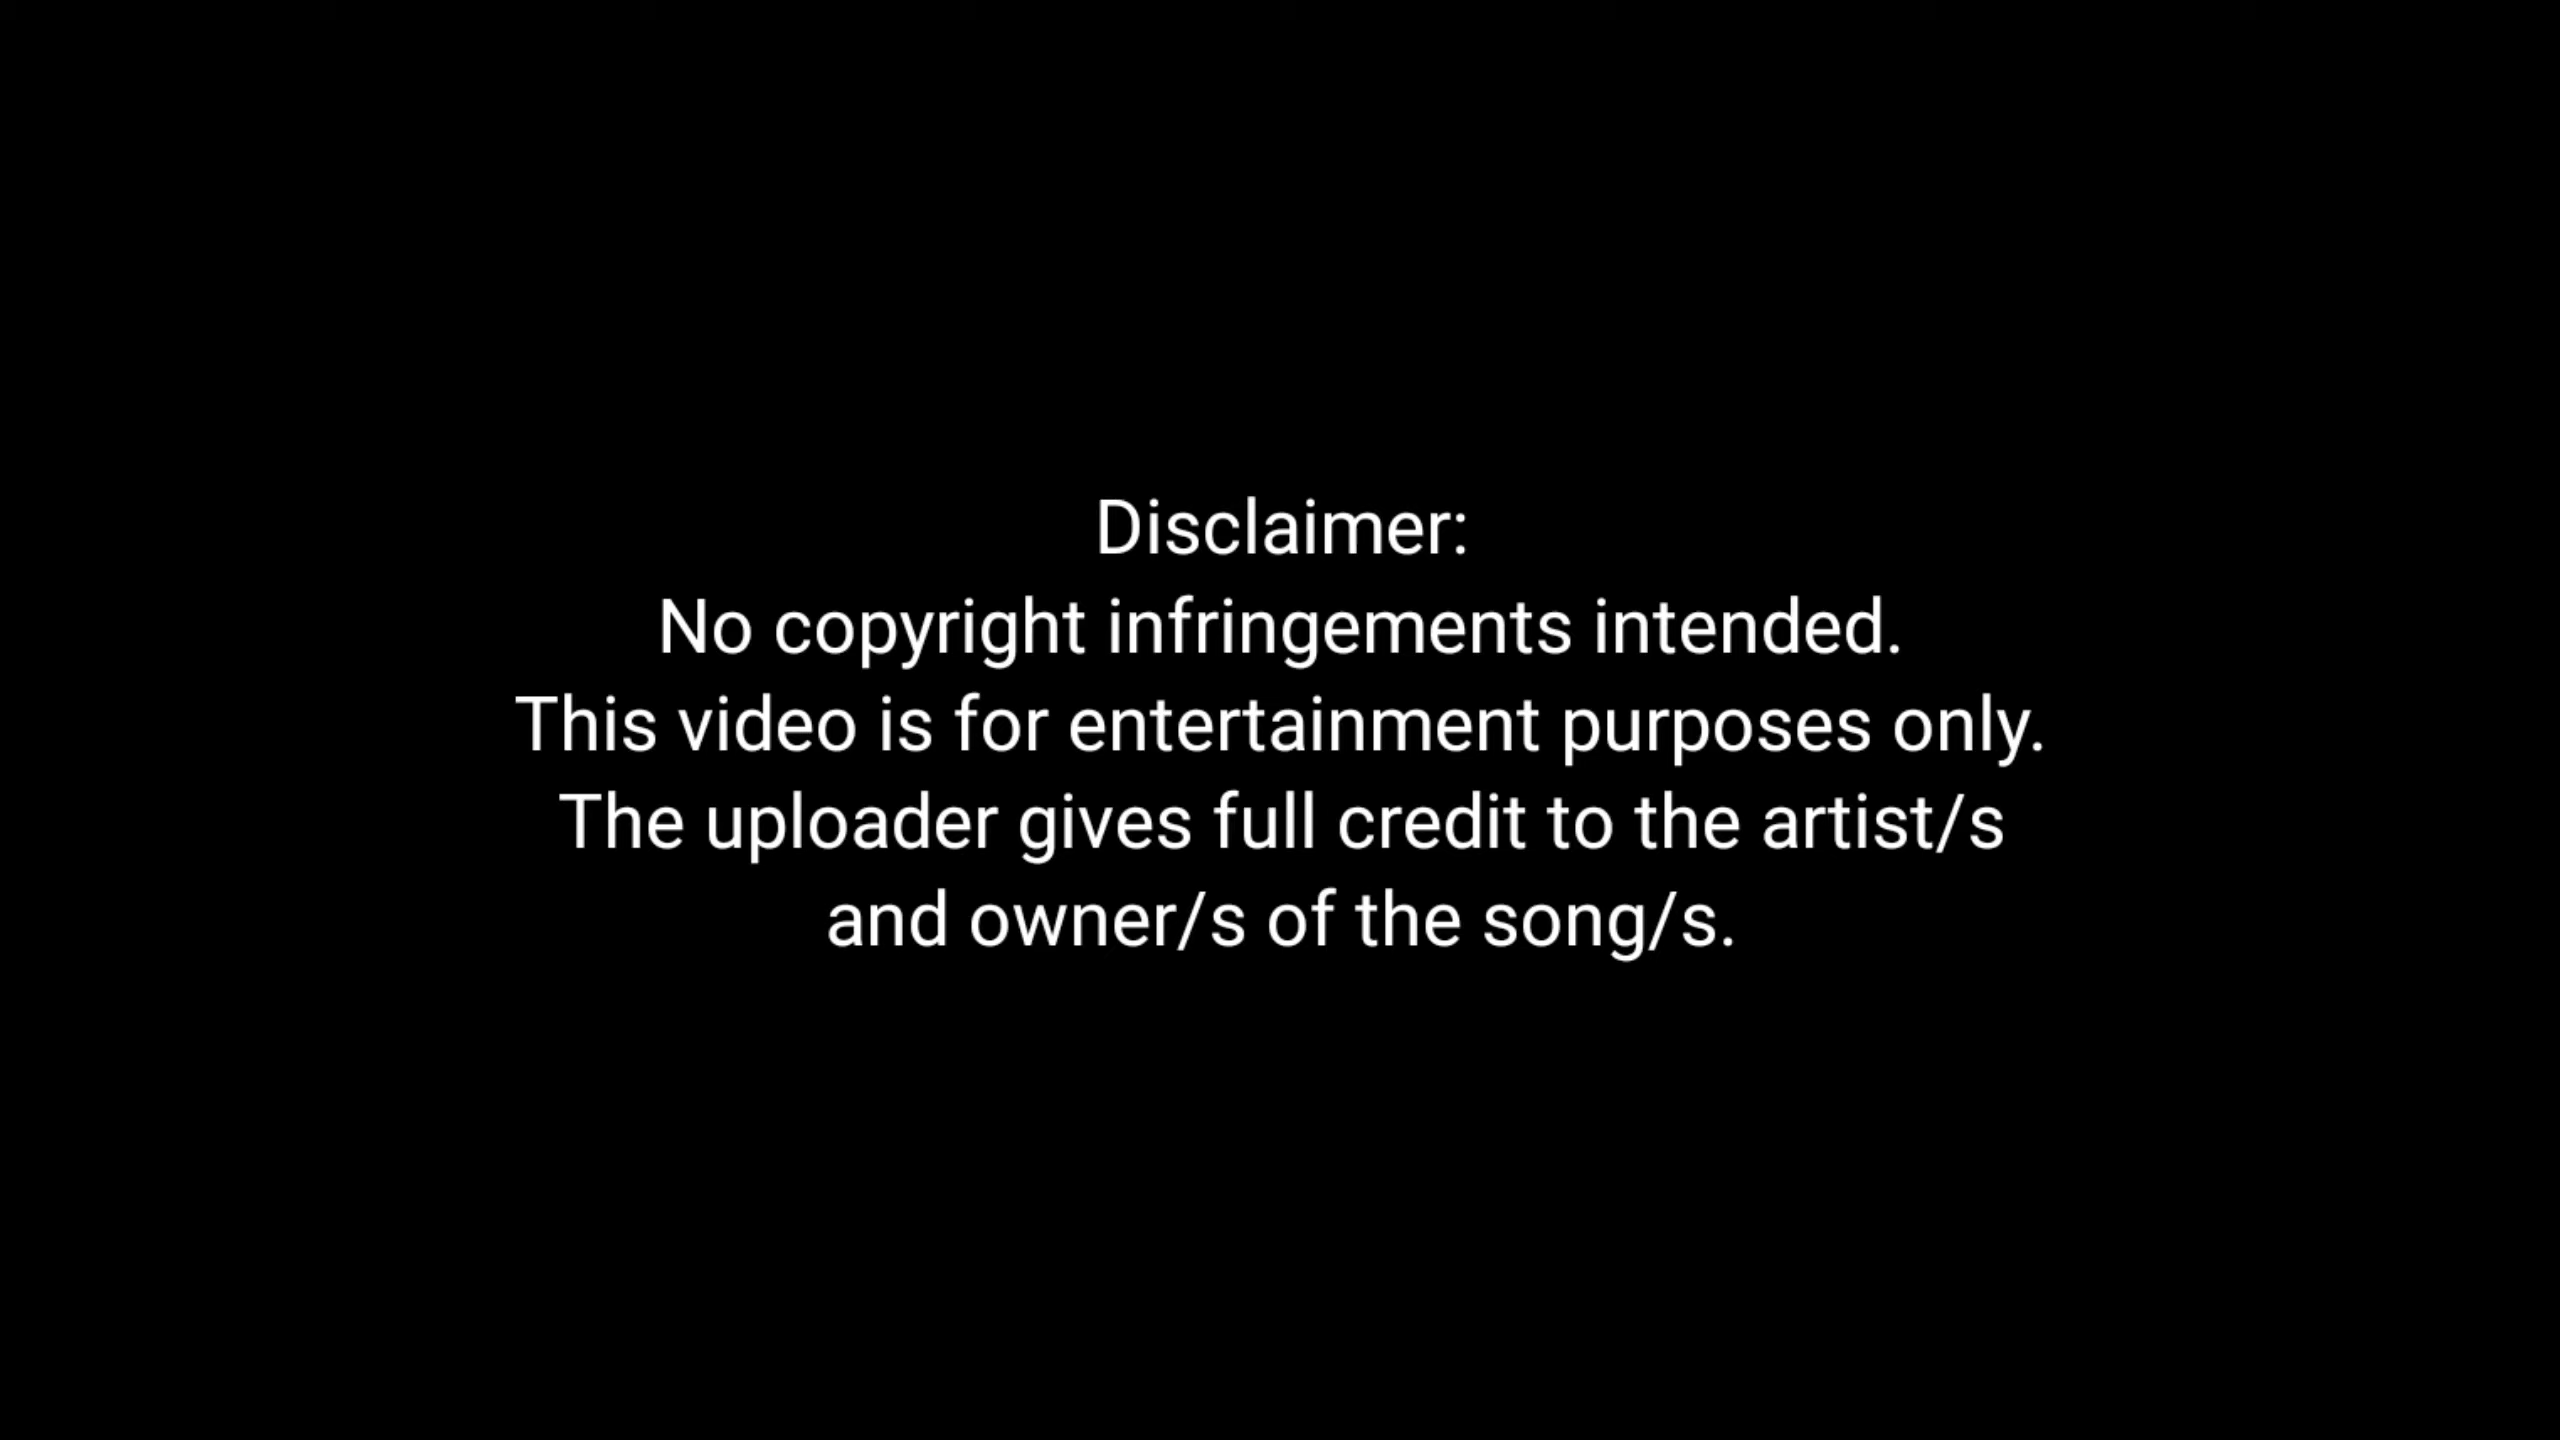 Disclaimer:
No copyright infringements intended.
This video is for entertainment purposes only.
The uploader gives full credit to the artist/s
and owner/s of the song/s.